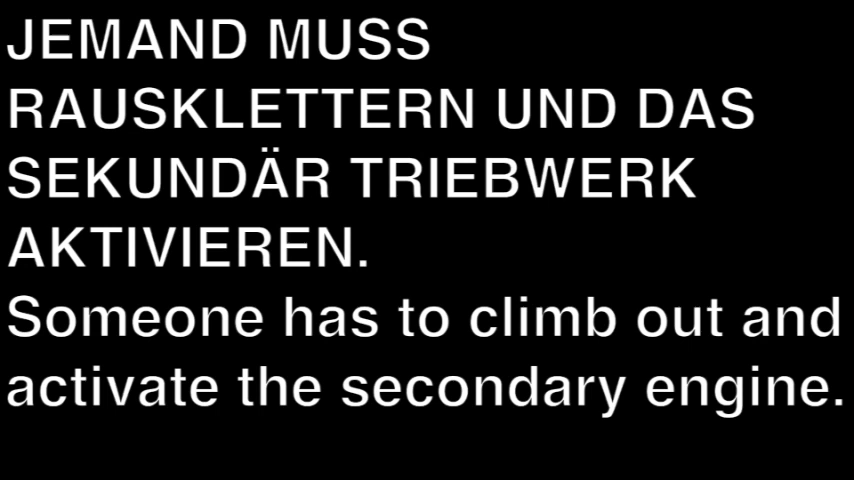 JEMAND MUSS
RAUSKLETTERN UND DAS
SEKUNDÄR TRIEBWERK
AKTIVIEREN.
Someone has to climb out and
activate the secondary engine.